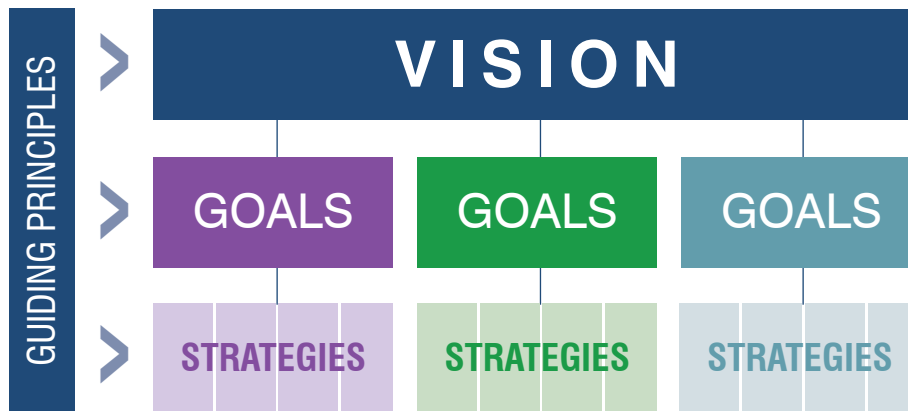 GUIDING PRINCIPLES
VISION
GOALS
GOALS
GOALS
STRATEGIES
STRATEGIES
STRATEGIES